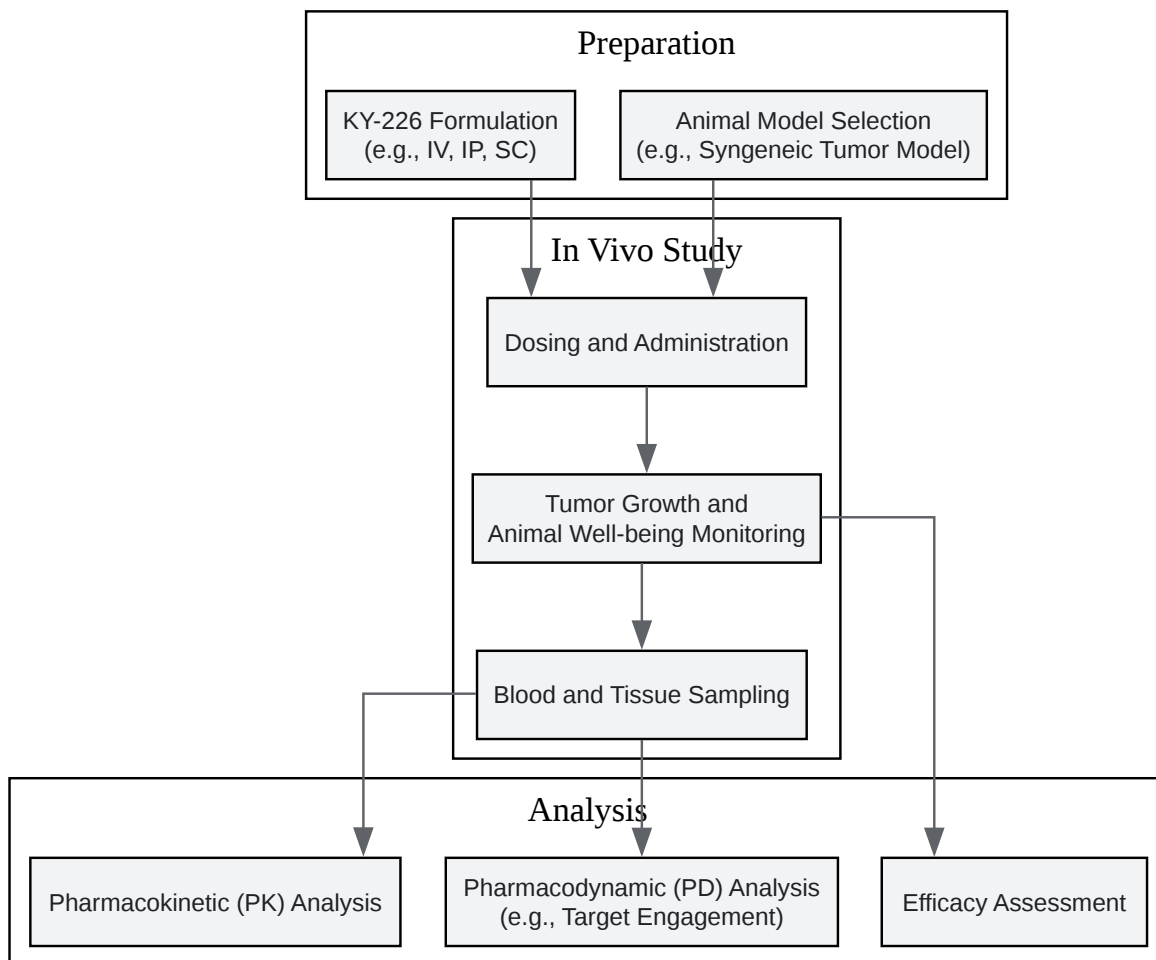 Preparation
KY-226 Formulation
(e.g., IV, IP, SC)
Animal Model Selection
(e.g., Syngeneic Tumor Model)
In Vivo Study
Dosing and Administration
Tumor Growth and
Animal Well-being Monitoring
Blood and Tissue Sampling
Analysis
Pharmacokinetic (PK) Analysis
Pharmacodynamic (PD) Analysis
(e.g., Target Engagement)
Efficacy Assessment